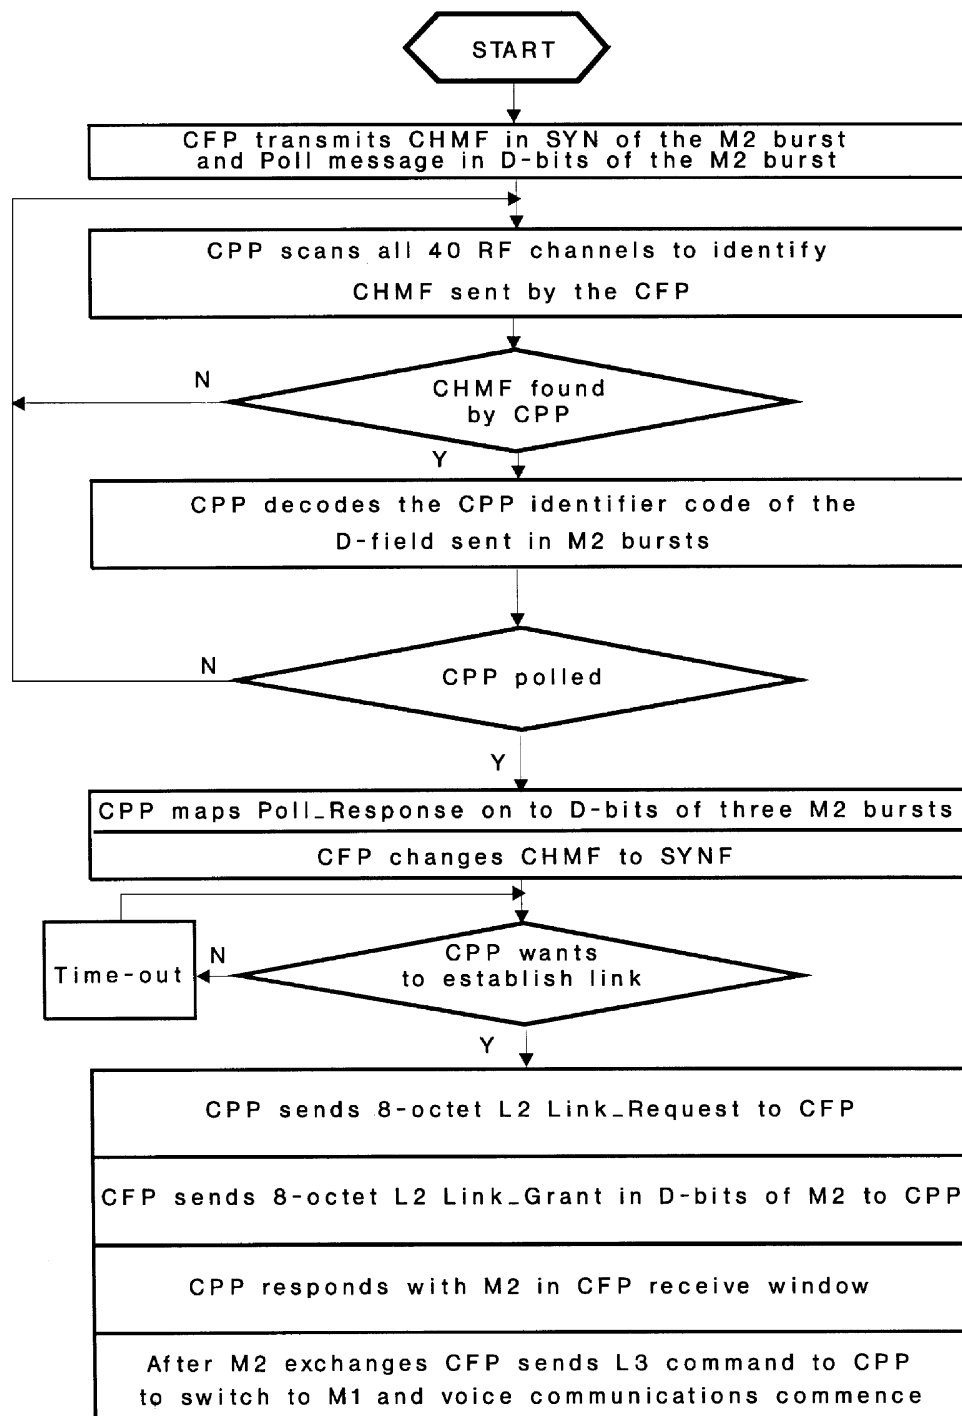 START
CFP transmits CHMF in SYN of the M2 burst
and Poll message in D-bits of the M2 burst
CPP scans all 40 RF channels to identify
CHMF sent by the CFP
N
CHMF found
by CPP
Y
CPP decodes the CPP identifier code of the
D-field sent in M2 bursts
N
CPP polled
Y
CPP maps Poll_Response on to D-bits of three M2 bursts
CFP changes CHMF to SYNF
CPP wants
to establish link
N
Time-out
Y
CPP sends 8-octet L2 Link_Request to CFP
CFP sends 8-octet L2 Link_Grant in D-bits of M2 to CPP
CPP responds with M2 in CFP receive window
After M2 exchanges CFP sends L3 command to CPP
to switch to M1 and voice communications commence